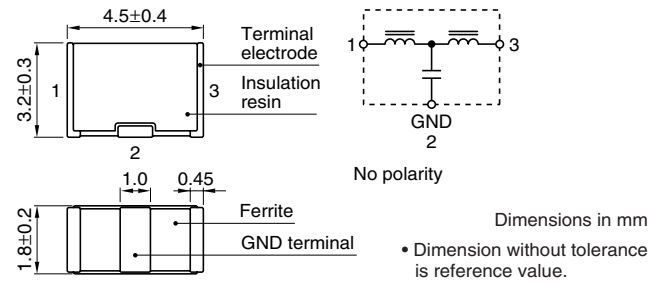 4.5±0.4
3.2±0.3
1
3
2
Terminal
electrode
Insulation
resin
1
3
GND
2
No polarity
1.0
0.45
1.8±0.2
Ferrite
GND terminal
Dimensions in mm
• Dimension without tolerance
is reference value.